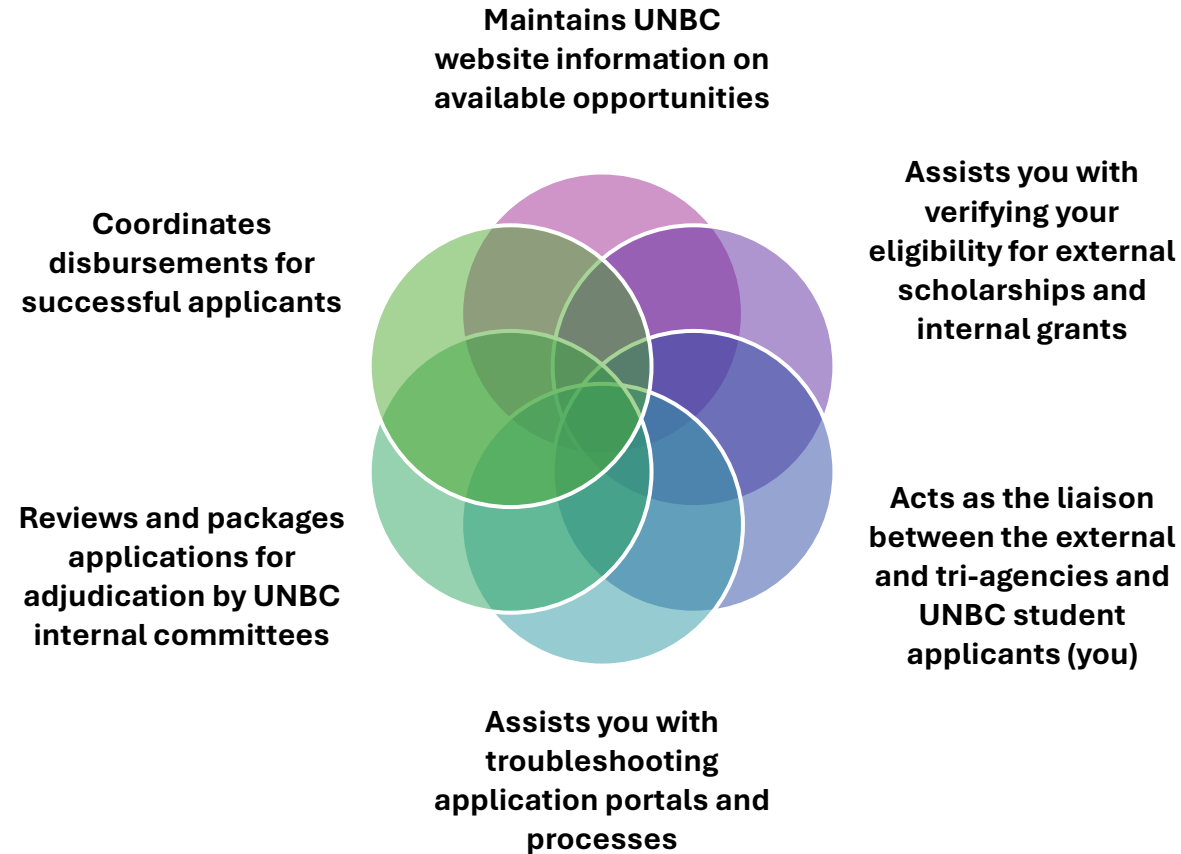 Maintains UNBC
website information on
available opportunities
Assists you with
verifying your
eligibility for external
scholarships and
internal grants
Acts as the liaison
between the external
and tri-agencies and
UNBC student
applicants (you)
Assists you with
troubleshooting
application portals and
processes
Reviews and packages
applications for
adjudication by UNBC
internal committees
Coordinates
disbursements for
successful applicants